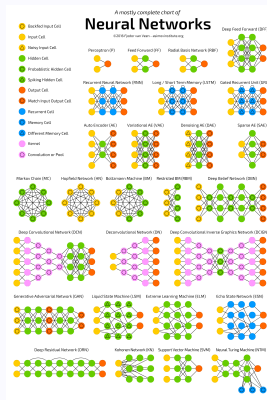 A mostly complete chart of
Neural Networks
Backfed Input Cell
Input Cell
Noisy Input Cell
Hidden Cell
Probabilistic Hidden Cell
Spiking Hidden Cell
Output Cell
Match Input Output Cell
Recurrent Cell
Memory Cell
Different Memory Cell
Kernel
Convolution or Pool
Deep Feed Forward (DFF)
Perceptron (P)
Feed Forward (FF)
Radial Basis Network (RBF)
Recurrent Neural Network (RNN)
Long / Short Term Memory (LSTM)
Gated Recurrent Unit (GRU)
Auto Encoder (AE)
Variational AE (VAE)
Denoising AE (DAE)
Sparse AE (SAE)
Markov Chain (MC)
Hopfield Network (HN)
Boltzmann Machine (BM)
Restricted BM (RBM)
Deep Belief Network (DBN)
Deep Convolutional Network (DCN)
Deconvolutional Network (DN)
Deep Convolutional Inverse Graphics Network (DCIGN)
Generative Adversarial Network (GAN)
Liquid State Machine (LSM)
Extreme Learning Machine (ELM)
Echo State Network (ESN)
Deep Residual Network (DRN)
Kohonen Network (KN)
Support Vector Machine (SVM)
Neural Turing Machine (NTM)